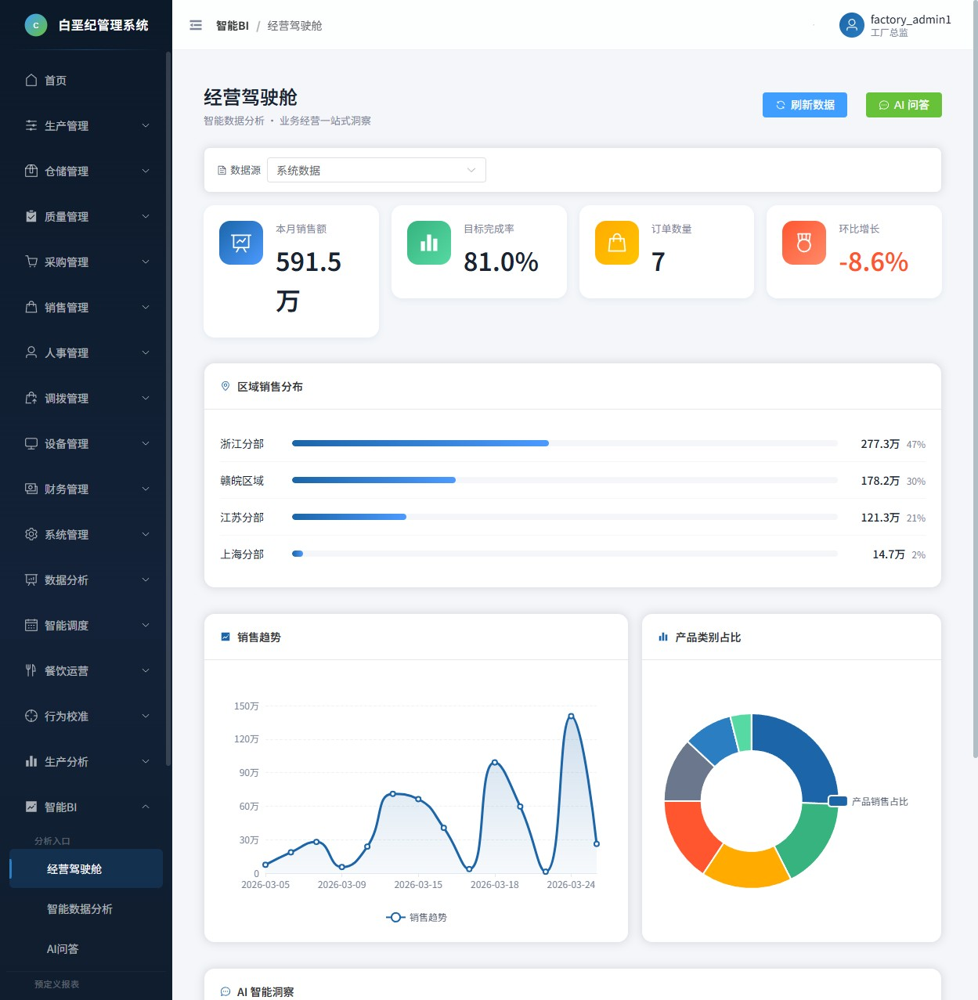 C 白垩纪管理系统
首页
生产管理
仓储管理
质量管理
采购管理
销售管理
人事管理
调拨管理
设备管理
财务管理
系统管理
数据分析
智能调度
餐饮运营
行为校准
生产分析
智能BI
分析入口
经营驾驶舱
智能数据分析
AI问答
预定义报表
智能BI / 经营驾驶舱
factory_admin1
工厂总监
经营驾驶舱
智能数据分析 · 业务经营一站式洞察
刷新数据
AI 问答
数据源 系统数据
本月销售额
591.5
万
目标完成率
81.0%
订单数量
7
环比增长
-8.6%
区域销售分布
浙江分部 277.3万 47%
赣皖区域 178.2万 30%
江苏分部 121.3万 21%
上海分部 14.7万 2%
销售趋势
150万
120万
90万
60万
30万
0
2026-03-05 2026-03-09 2026-03-15 2026-03-18 2026-03-24
销售趋势
产品类别占比
产品销售占比
AI 智能洞察